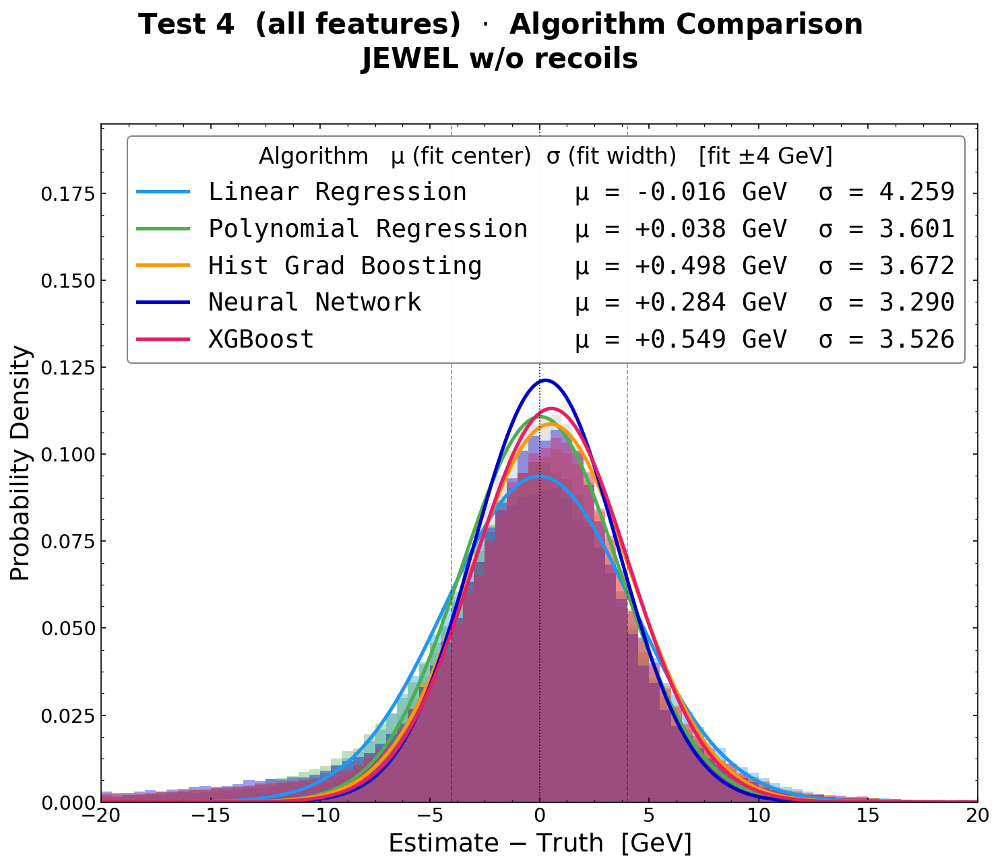 Test 4 (all features) · Algorithm Comparison
JEWEL w/o recoils
Algorithm μ (fit center) σ (fit width) [fit ±4 GeV]
Linear Regression μ = -0.016 GeV σ = 4.259
Polynomial Regression μ = +0.038 GeV σ = 3.601
Hist Grad Boosting μ = +0.498 GeV σ = 3.672
Neural Network μ = +0.284 GeV σ = 3.290
XGBoost μ = +0.549 GeV σ = 3.526
Probability Density
0.175
0.150
0.125
0.100
0.075
0.050
0.025
0.000
−20 −15 −10 −5 0 5 10 15 20
Estimate − Truth [GeV]